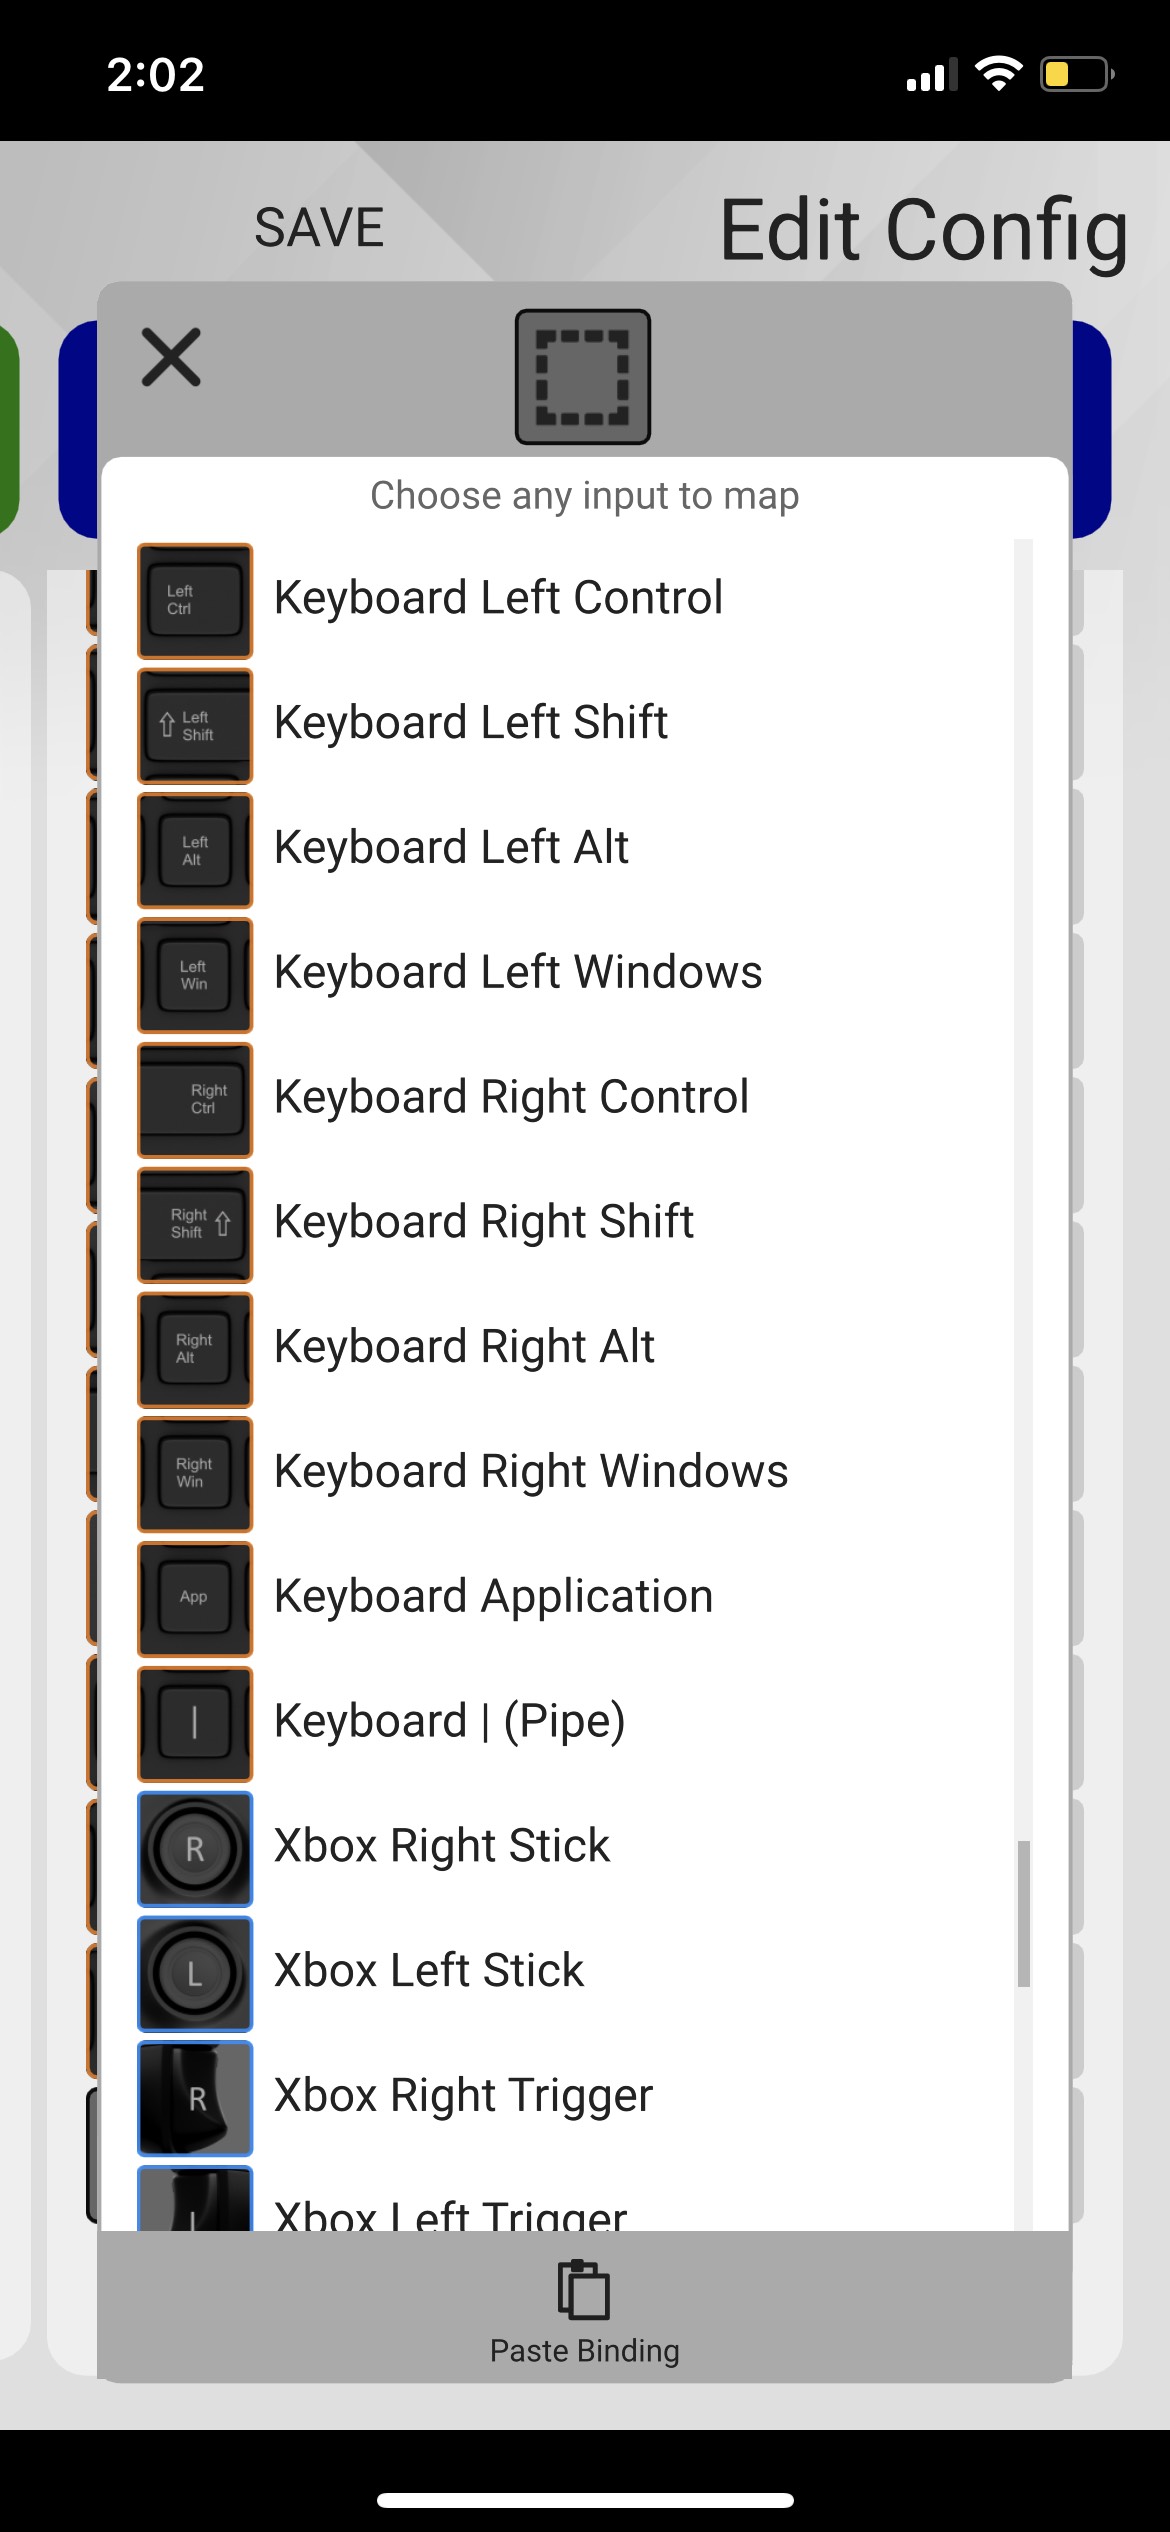 2:02
SAVE
Edit Config
Choose any input to map
Left
Ctrl
Keyboard Left Control
Left
Shift
Keyboard Left Shift
Left
Alt
Keyboard Left Alt
Left
Win
Keyboard Left Windows
Right
Ctrl
Keyboard Right Control
Right
Shift
Keyboard Right Shift
Right
Alt
Keyboard Right Alt
Right
Win
Keyboard Right Windows
App
Keyboard Application
|
Keyboard | (Pipe)
R
Xbox Right Stick
L
Xbox Left Stick
R
Xbox Right Trigger
L
Xbox Left Trigger
Paste Binding